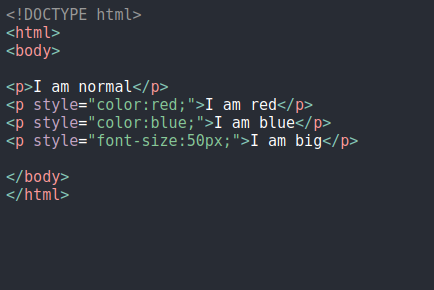 <!DOCTYPE html>
<html>
<body>
<p>I am normal</p>
<p style="color:red;">I am red</p>
<p style="color:blue;">I am blue</p>
<p style="font-size:50px;">I am big</p>
</body>
</html>